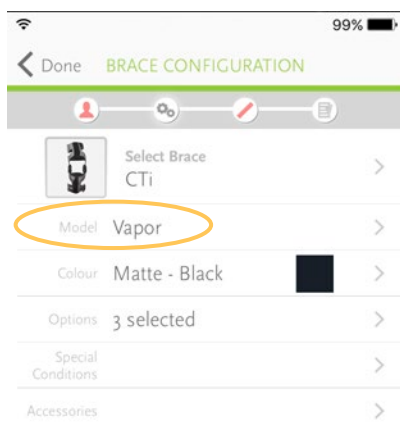 99%
Done BRACE CONFIGURATION
Select Brace
CTi
Model Vapor
Colour Matte - Black
Options 3 selected
Special
Conditions
Accessories